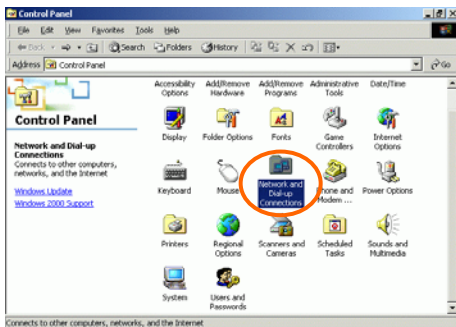 Control Panel
File Edit View Favorites Tools Help
Back Search Folders History
Address Control Panel Go
Control Panel
Network and Dial-up
Connections
Connects to other computers,
networks, and the Internet
Windows Update
Windows 2000 Support
Accessibility
Options
Add/Remove
Hardware
Add/Remove
Programs
Administrative
Tools
Date/Time
Display
Folder Options
Fonts
Game
Controllers
Internet
Options
Keyboard
Mouse
Network and
Dial-up
Connections
Phone and
Modem ...
Power Options
Printers
Regional
Options
Scanners and
Cameras
Scheduled
Tasks
Sounds and
Multimedia
System
Users and
Passwords
Connects to other computers, networks, and the Internet